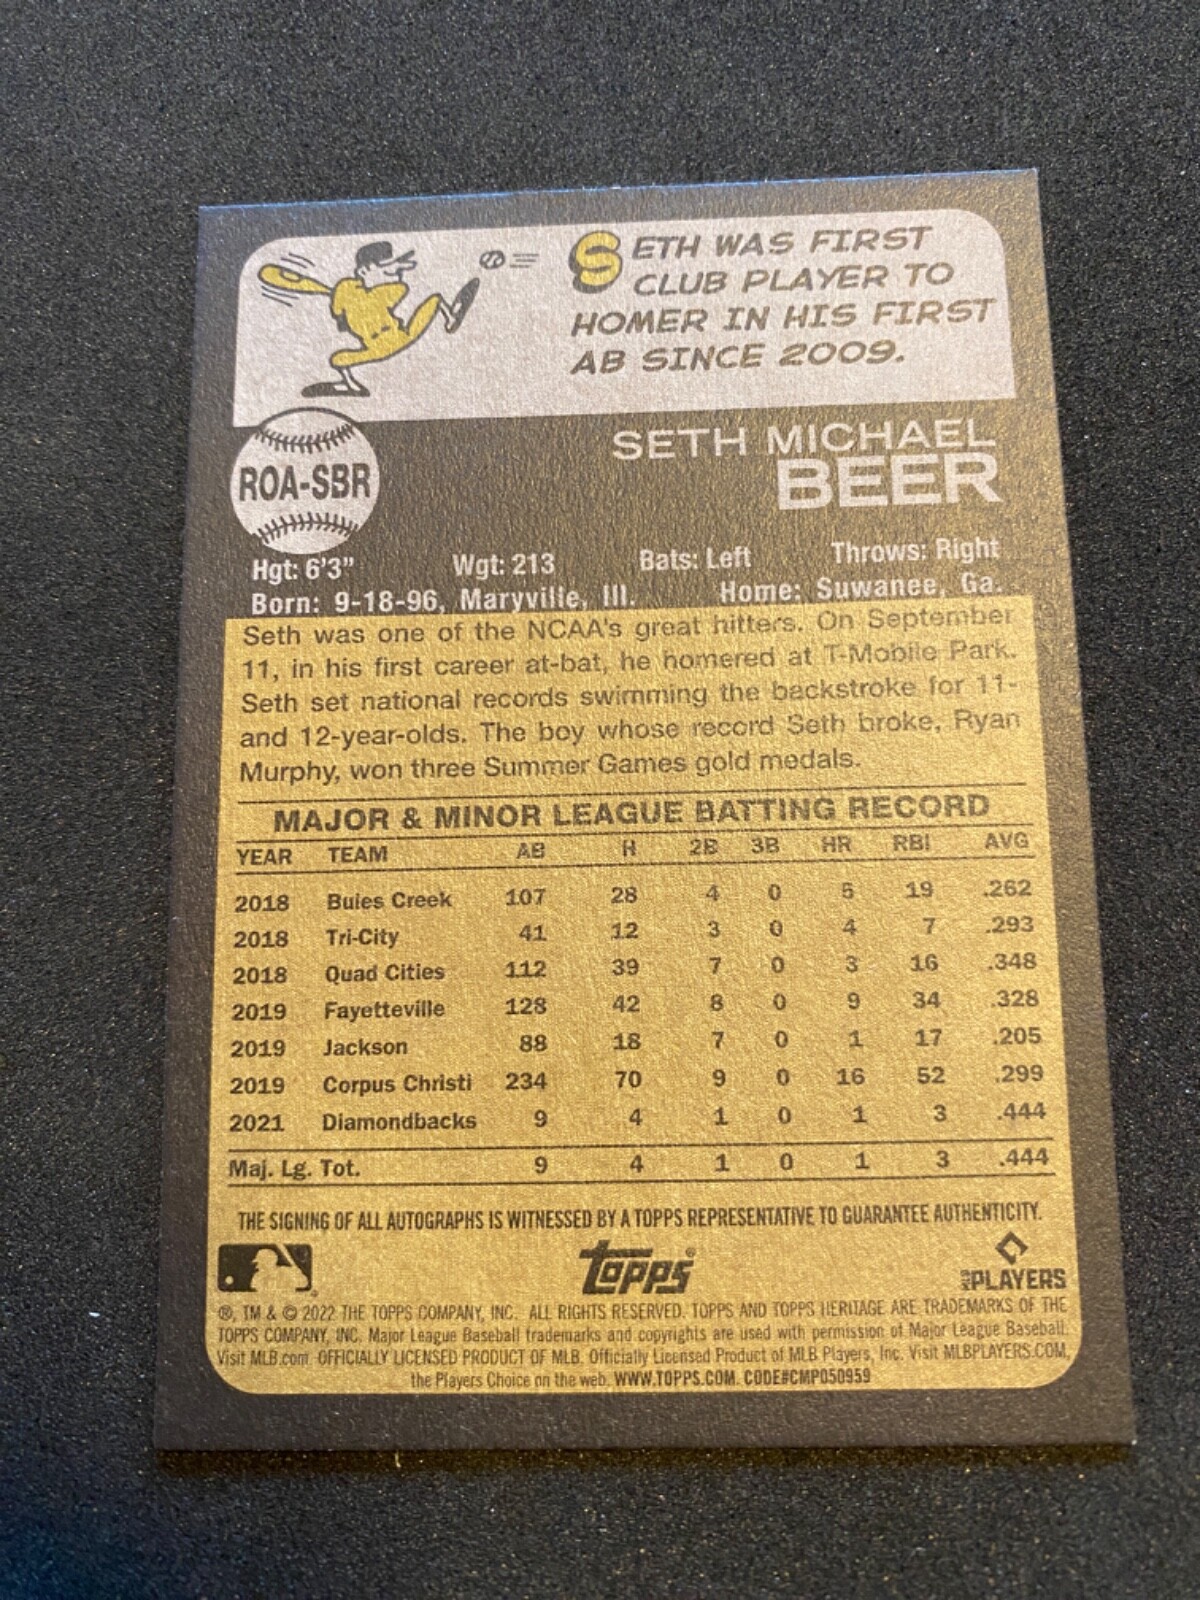 SETH WAS FIRST
CLUB PLAYER TO
HOMER IN HIS FIRST
AB SINCE 2009.
ROA-SBR
SETH MICHAEL
BEER
Hgt: 6'3" Wgt: 213 Bats: Left Throws: Right
Born: 9-18-96, Maryville, Ill. Home: Suwanee, Ga.
Seth was one of the NCAA's great hitters. On September
11, in his first career at-bat, he homered at T-Mobile Park.
Seth set national records swimming the backstroke for 11-
and 12-year-olds. The boy whose record Seth broke, Ryan
Murphy, won three Summer Games gold medals.
MAJOR & MINOR LEAGUE BATTING RECORD
YEAR TEAM AB H 2B 3B HR RBI AVG
2018 Buies Creek 107 28 4 0 5 19 .262
2018 Tri-City 41 12 3 0 4 7 .293
2018 Quad Cities 112 39 7 0 3 16 .348
2019 Fayetteville 128 42 8 0 9 34 .328
2019 Jackson 88 18 7 0 1 17 .205
2019 Corpus Christi 234 70 9 0 16 52 .299
2021 Diamondbacks 9 4 1 0 1 3 .444
Maj. Lg. Tot. 9 4 1 0 1 3 .444
THE SIGNING OF ALL AUTOGRAPHS IS WITNESSED BY A TOPPS REPRESENTATIVE TO GUARANTEE AUTHENTICITY.
Topps ®
MLB PLAYERS
®, TM & © 2022 THE TOPPS COMPANY, INC. ALL RIGHTS RESERVED. TOPPS AND TOPPS HERITAGE ARE TRADEMARKS OF THE
TOPPS COMPANY, INC. Major League Baseball trademarks and copyrights are used with permission of Major League Baseball.
Visit MLB.com. OFFICIALLY LICENSED PRODUCT OF MLB Players, Inc. Visit MLBPLAYERS.COM,
the Players Choice on the web. WWW.TOPPS.COM. CODE#CMP050959